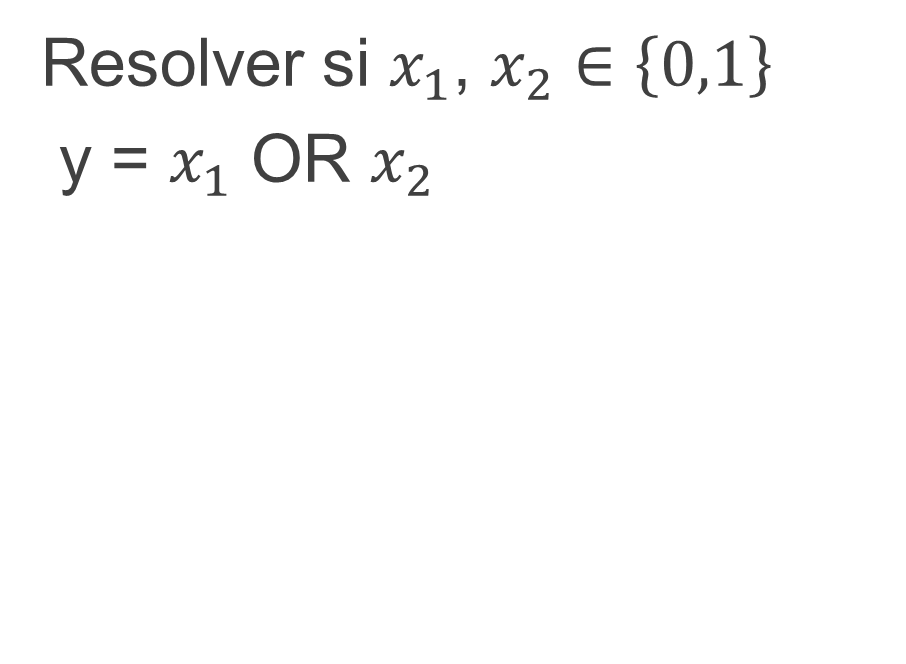 Resolver si x₁, x₂ ∈ {0,1}
y = x₁ OR x₂